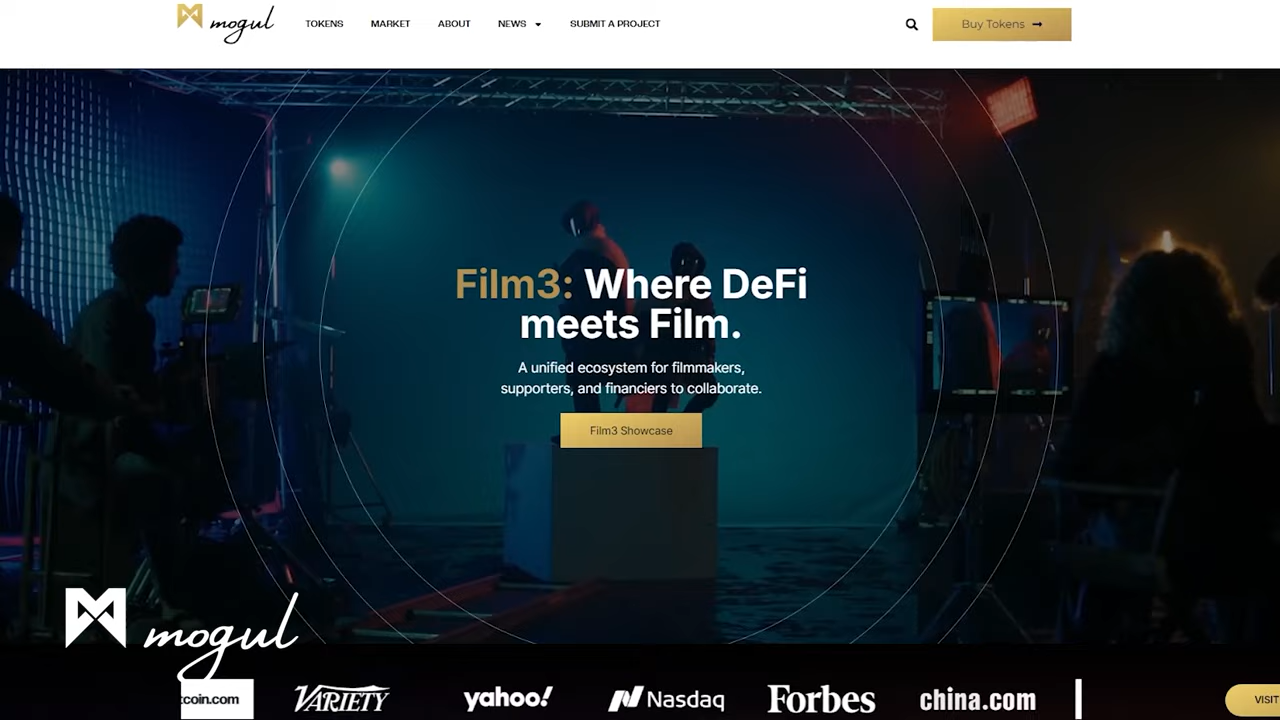 mogul
TOKENS MARKET ABOUT NEWS SUBMIT A PROJECT
Buy Tokens
Film3: Where DeFi
meets Film.
A unified ecosystem for filmmakers,
supporters, and financiers to collaborate.
Film3 Showcase
mogul
coin.com VARIETY yahoo! Nasdaq Forbes china.com
VISIT